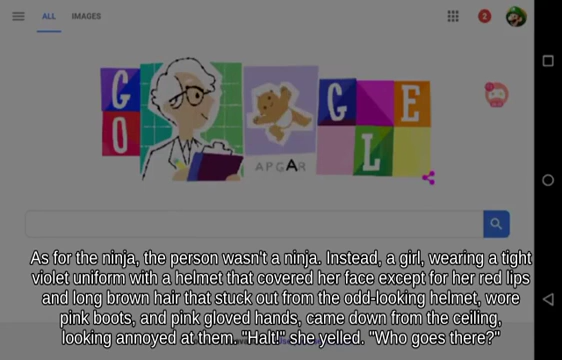 ALL IMAGES
2
G
O G E
L
APGAR
As for the ninja, the person wasn't a ninja. Instead, a girl, wearing a tight
violet uniform with a helmet that covered her face except for her red lips
and long brown hair that stuck out from the odd-looking helmet, wore
pink boots, and pink gloved hands, came down from the ceiling,
looking annoyed at them. "Halt!" she yelled. "Who goes there?"